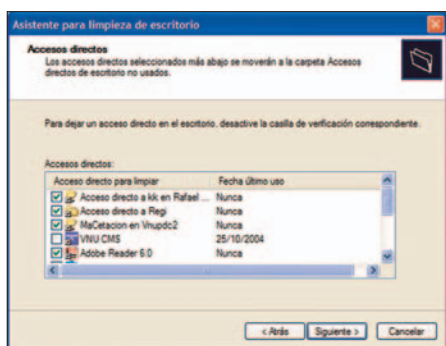 Asistente para limpieza de escritorio
Accesos directos
Los accesos directos seleccionados más abajo se moverán a la carpeta Accesos
directos de escritorio no usados.
Para dejar un acceso directo en el escritorio, desactive la casilla de verificación correspondiente.
Accesos directos:
Acceso directo para limpiar Fecha último uso
Acceso directo a kk en Rafael ... Nunca
Acceso directo a Regi Nunca
MaCetacion en Vnupdc2 Nunca
VNU CMS 25/10/2004
Adobe Reader 6.0 Nunca
< Atrás Siguiente > Cancelar